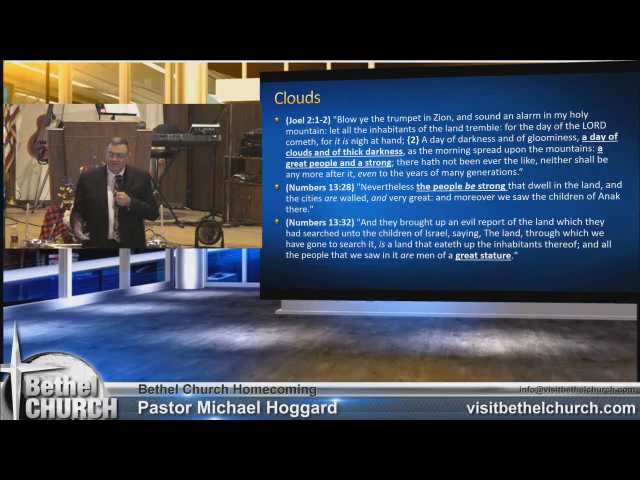 Clouds
(Joel 2:1-2) "Blow ye the trumpet in Zion, and sound an alarm in my holy
mountain: let all the inhabitants of the land tremble: for the day of the LORD
cometh, for it is nigh at hand; {2} A day of darkness and of gloominess, a day of
clouds and of thick darkness, as the morning spread upon the mountains: a
great people and a strong; there hath not been ever the like, neither shall be
any more after it, even to the years of many generations."
(Numbers 13:28) "Nevertheless the people be strong that dwell in the land, and
the cities are walled, and very great: and moreover we saw the children of Anak
there."
(Numbers 13:32) "And they brought up an evil report of the land which they
had searched unto the children of Israel, saying, The land, through which we
have gone to search it, is a land that eateth up the inhabitants thereof; and all
the people that we saw in it are men of a great stature."
Bethel
CHURCH
Bethel Church Homecoming
info@visitbethelchurch.com
Pastor Michael Hoggard
visitbethelchurch.com